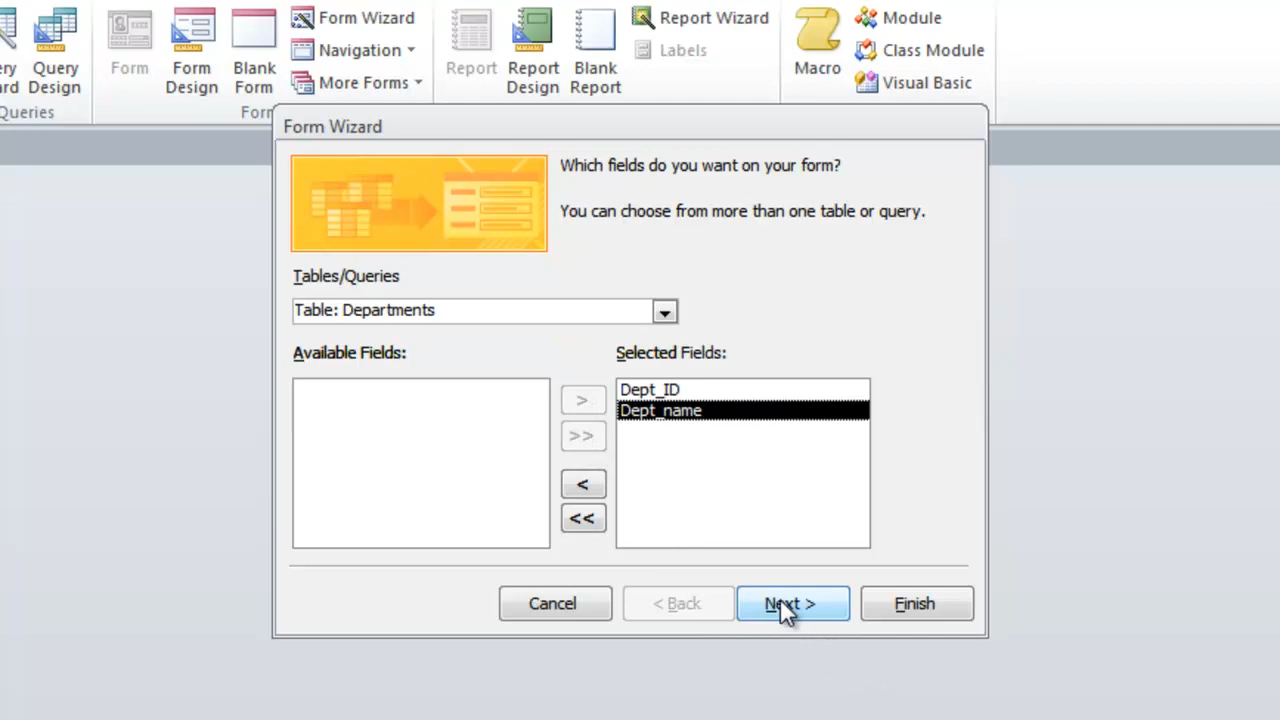 Form Wizard
Report Wizard
Module
Navigation
Labels
Class Module
Query
Design
Form
Form
Design
Blank
Form
More Forms
Report
Report
Design
Blank
Report
Macro
Visual Basic
Queries
Form Wizard
Which fields do you want on your form?
You can choose from more than one table or query.
Tables/Queries
Table: Departments
Available Fields:
Selected Fields:
Dept_ID
Dept_name
>
>>
<
<<
Cancel
< Back
Next >
Finish